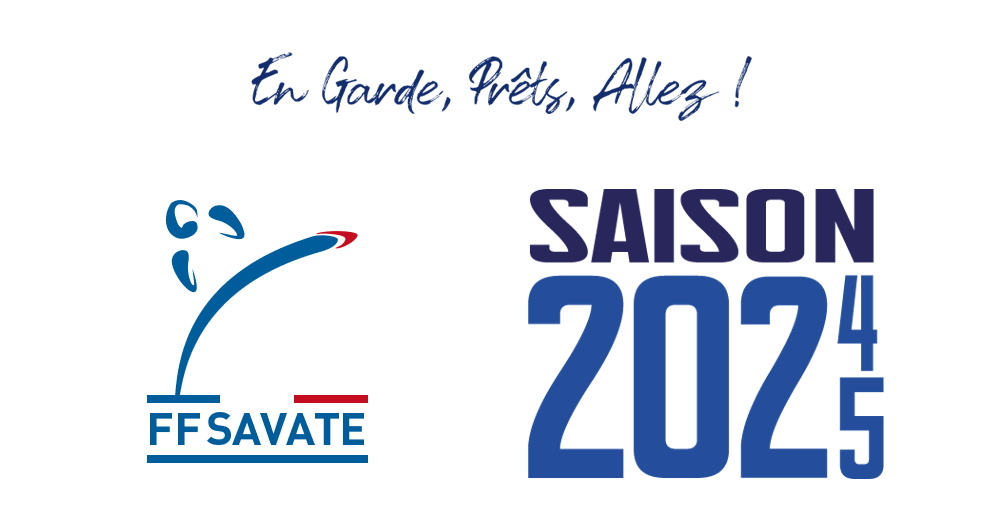 En Garde, Prêts, Allez !
FF SAVATE
SAISON
2024
5